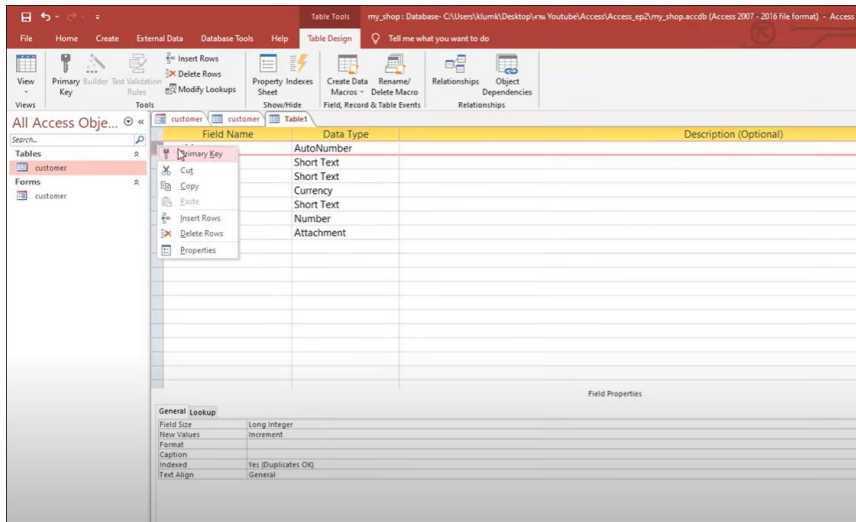 Table Tools
my_shop : Database- C:\Users\klumk\Desktop\งาน Youtube\Access\Access_ep2\my_shop.accdb (Access 2007 - 2016 file format) - Access
File Home Create External Data Database Tools Help Table Design Tell me what you want to do
View
Primary Key
Builder
Test Validation Rules
Insert Rows
Delete Rows
Modify Lookups
Property Sheet
Indexes
Create Data Macros
Rename/ Delete Macro
Relationships
Object Dependencies
Views Tools Show/Hide Field, Record & Table Events Relationships
All Access Obje...
Search...
Tables
customer
Forms
customer
customer customer Table1
Field Name Data Type Description (Optional)
AutoNumber
Short Text
Short Text
Currency
Short Text
Number
Attachment
Primary Key
Cut
Copy
Paste
Insert Rows
Delete Rows
Properties
Field Properties
General Lookup
Field Size Long Integer
New Values Increment
Format
Caption
Indexed Yes (Duplicates OK)
Text Align General